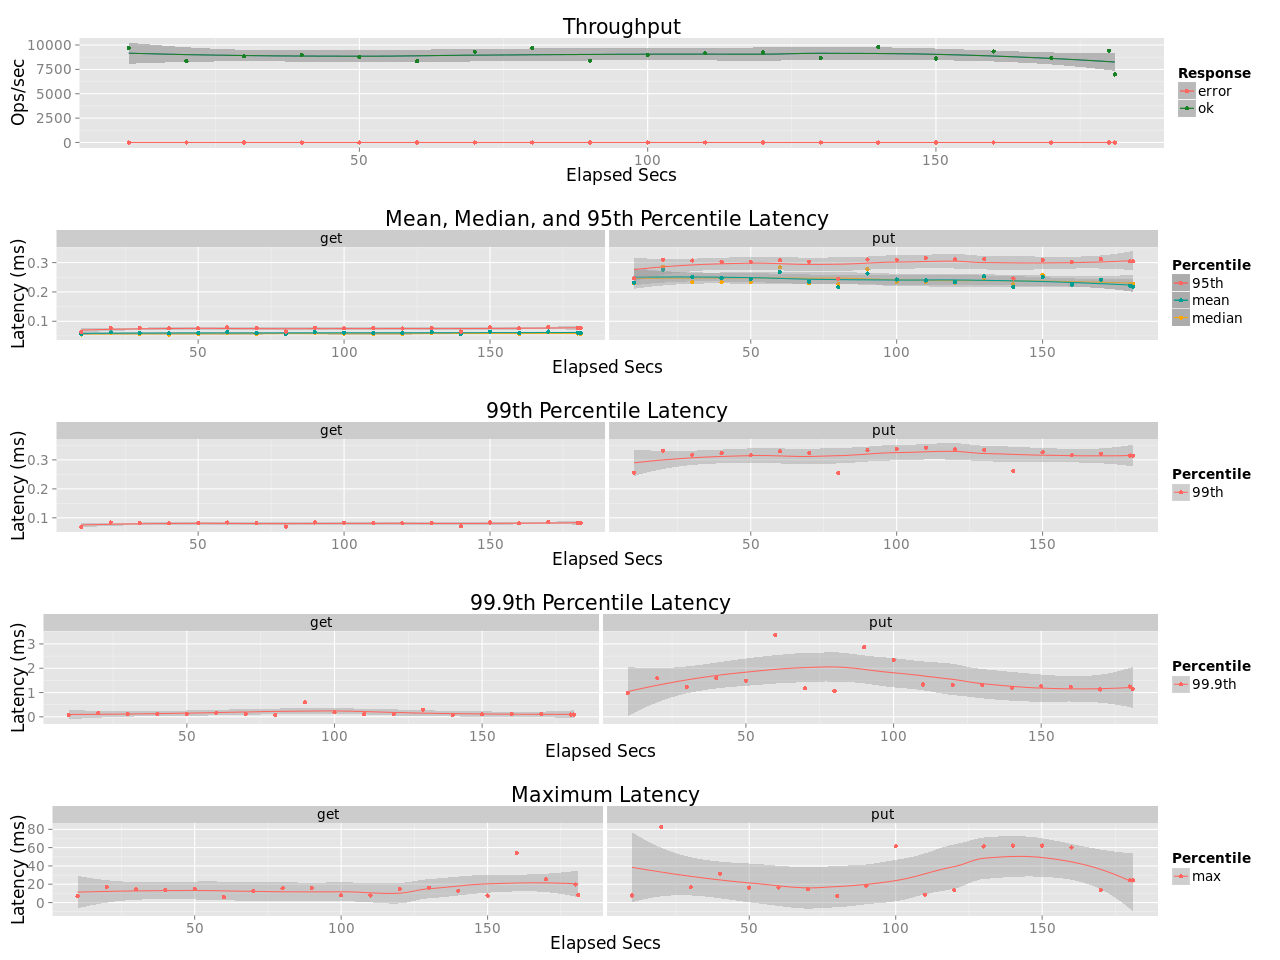 Throughput
Ops/sec
10000
7500
5000
2500
0
50 100 150
Elapsed Secs
Response
error
ok
Mean, Median, and 95th Percentile Latency
get put
Latency (ms)
0.3
0.2
0.1
50 100 150 50 100 150
Elapsed Secs
Percentile
95th
mean
median
99th Percentile Latency
get put
Latency (ms)
0.3
0.2
0.1
50 100 150 50 100 150
Elapsed Secs
Percentile
99th
99.9th Percentile Latency
get put
Latency (ms)
3
2
1
0
50 100 150 50 100 150
Elapsed Secs
Percentile
99.9th
Maximum Latency
get put
Latency (ms)
80
60
40
20
0
50 100 150 50 100 150
Elapsed Secs
Percentile
max